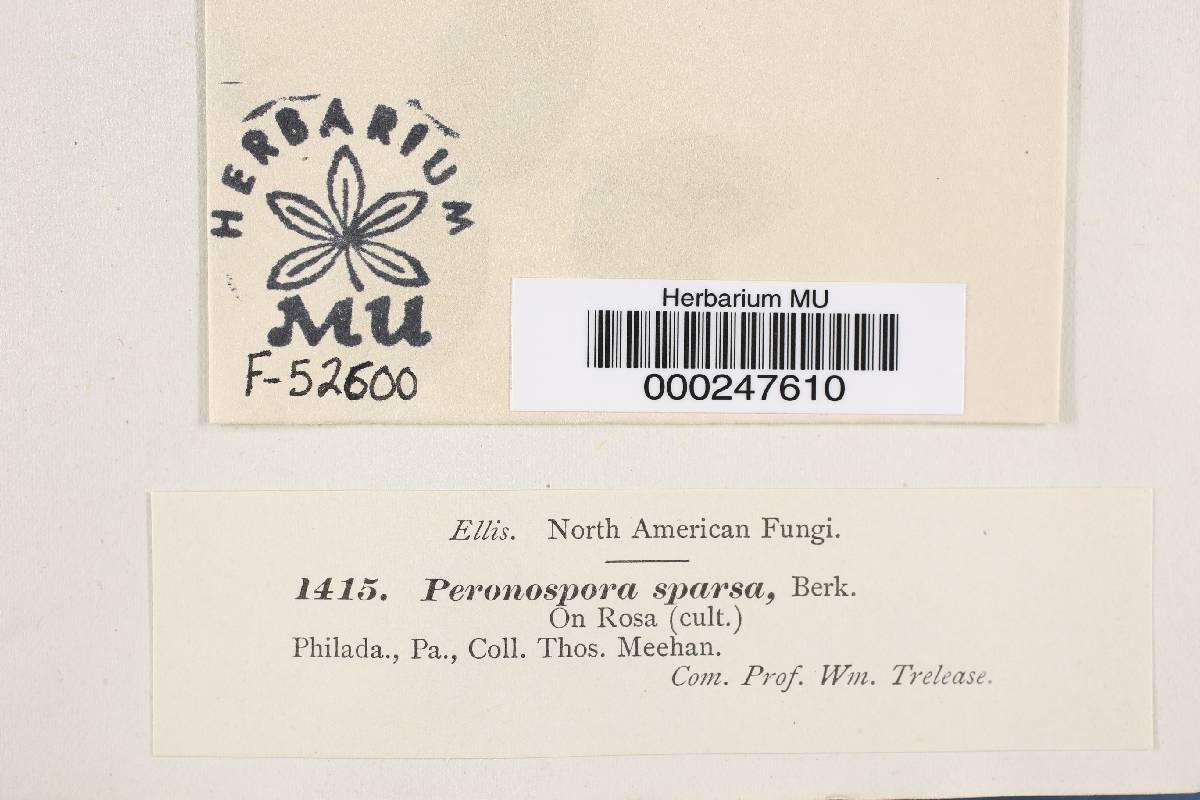 HERBARIUM
MU
F-52600
Herbarium MU
000247610
Ellis. North American Fungi.
1415. Peronospora sparsa, Berk.
On Rosa (cult.)
Philada., Pa., Coll. Thos. Meehan.
Com. Prof. Wm. Trelease.